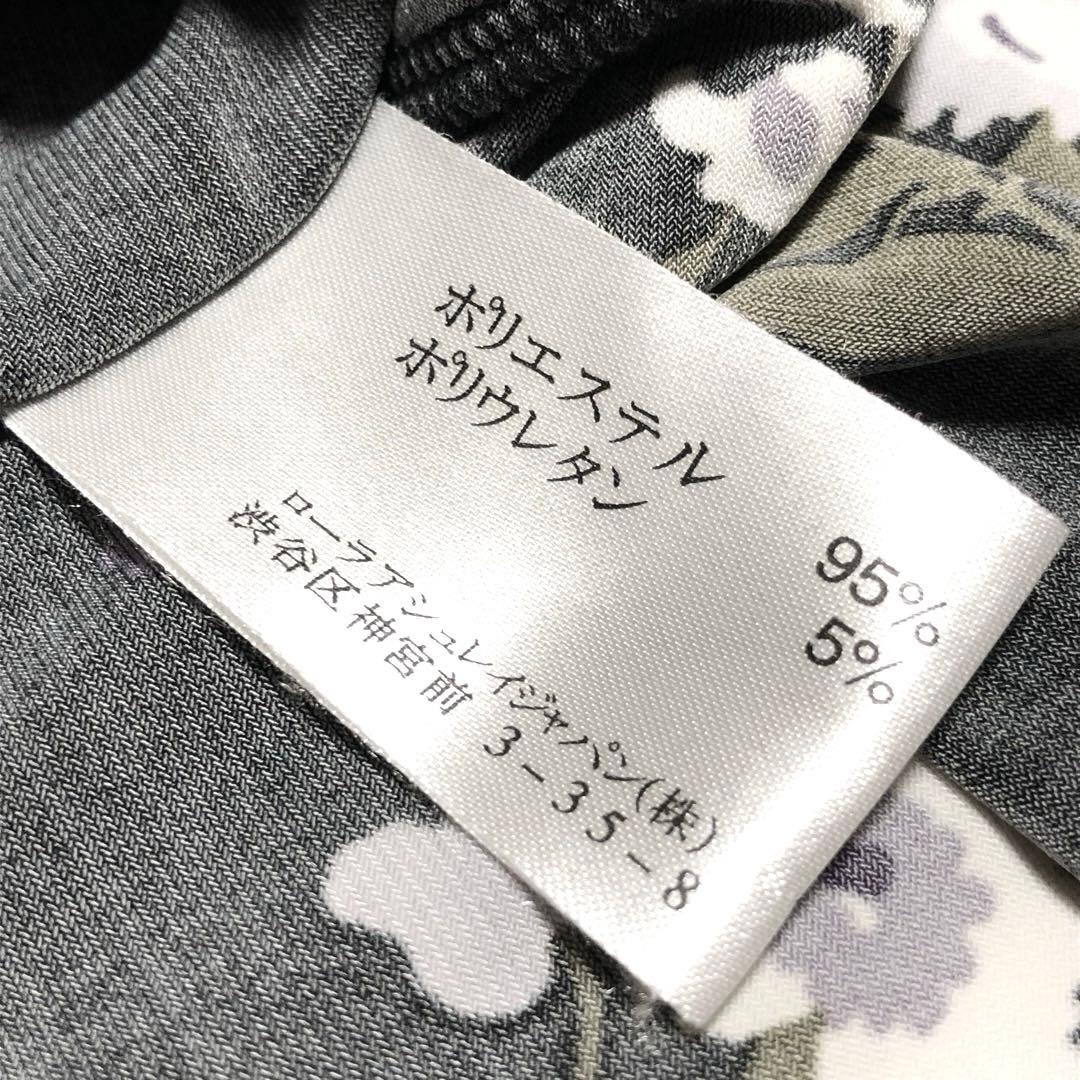 ポリエステル 95%
ポリウレタン 5%
ローラアシュレイジャパン(株)
渋谷区神宮前 3-35-8